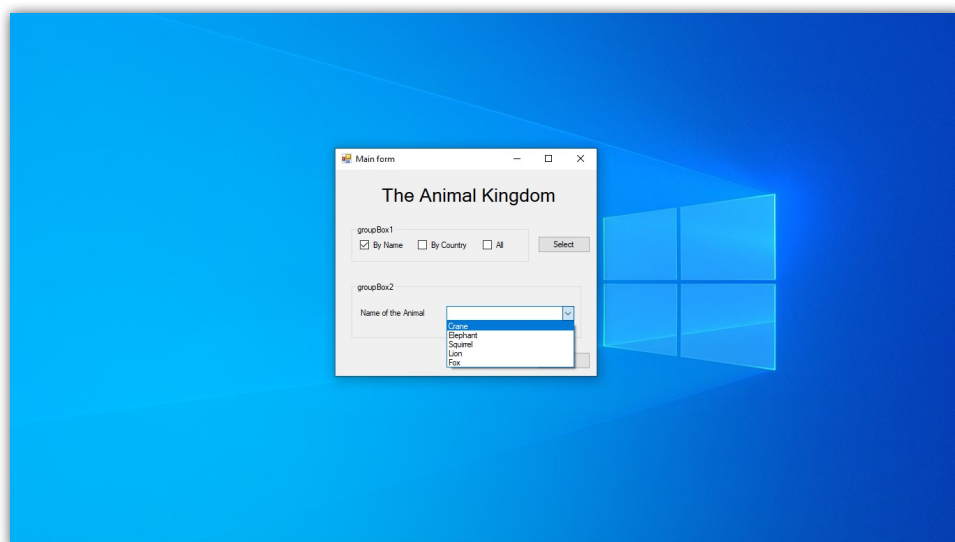 Main form
The Animal Kingdom
groupBox1
By Name By Country All Select
groupBox2
Name of the Animal
Crane
Elephant
Squirrel
Lion
Fox